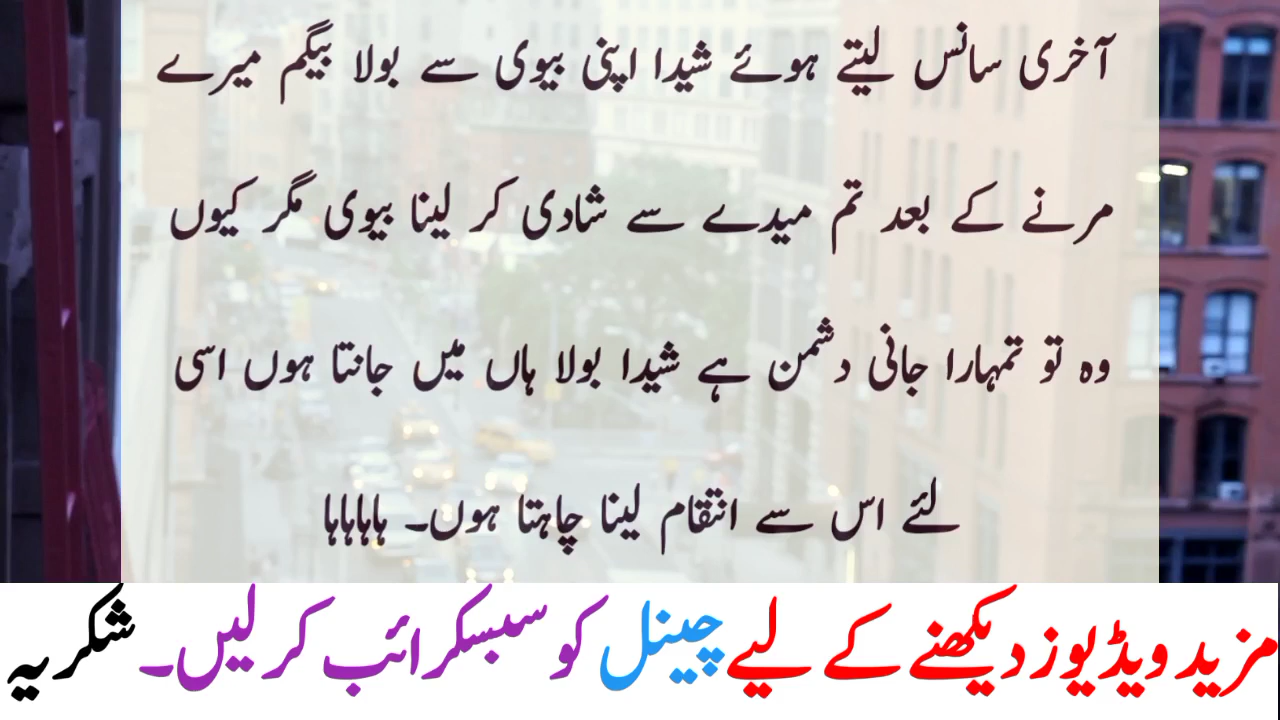 آخری سانس لیتے ہوئے شیدا اپنی بیوی سے بولا بیگم میرے
مرنے کے بعد تم میدے سے شادی کر لینا بیوی مگر کیوں
وہ تو تمہارا جانی دشمن ہے شیدا بولا ہاں میں جانتا ہوں اسی
لئے اس سے انتقام لینا چاہتا ہوں۔ ہاہاہاہا
مزید ویڈیوز دیکھنے کے لیے چینل کو سبسکرائب کر لیں۔ شکریہ